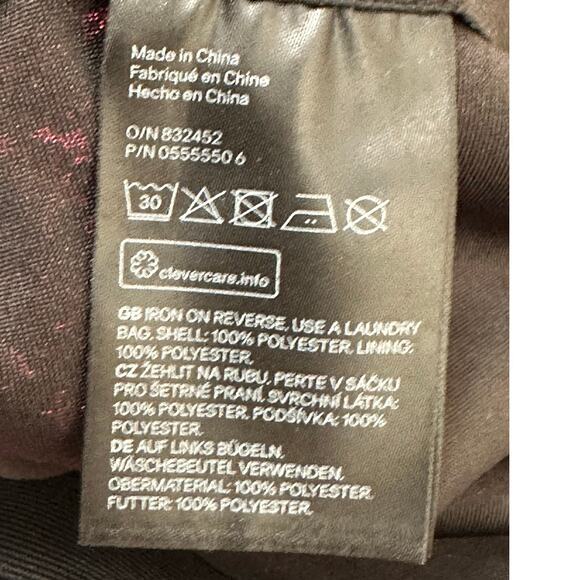 Made in China
Fabriqué en Chine
Hecho en China
O/N 832452
P/N 0555550 6
30
clevercare.info
GB IRON ON REVERSE. USE A LAUNDRY
BAG. SHELL: 100% POLYESTER. LINING:
100% POLYESTER.
CZ ŽEHLIT NA RUBU. PERTE V SÁČKU
PRO ŠETRNÉ PRANÍ. SVRCHNÍ LÁTKA:
100% POLYESTER. PODŠÍVKA: 100%
POLYESTER.
DE AUF LINKS BÜGELN.
WÄSCHEBEUTEL VERWENDEN.
OBERMATERIAL: 100% POLYESTER.
FUTTER: 100% POLYESTER.